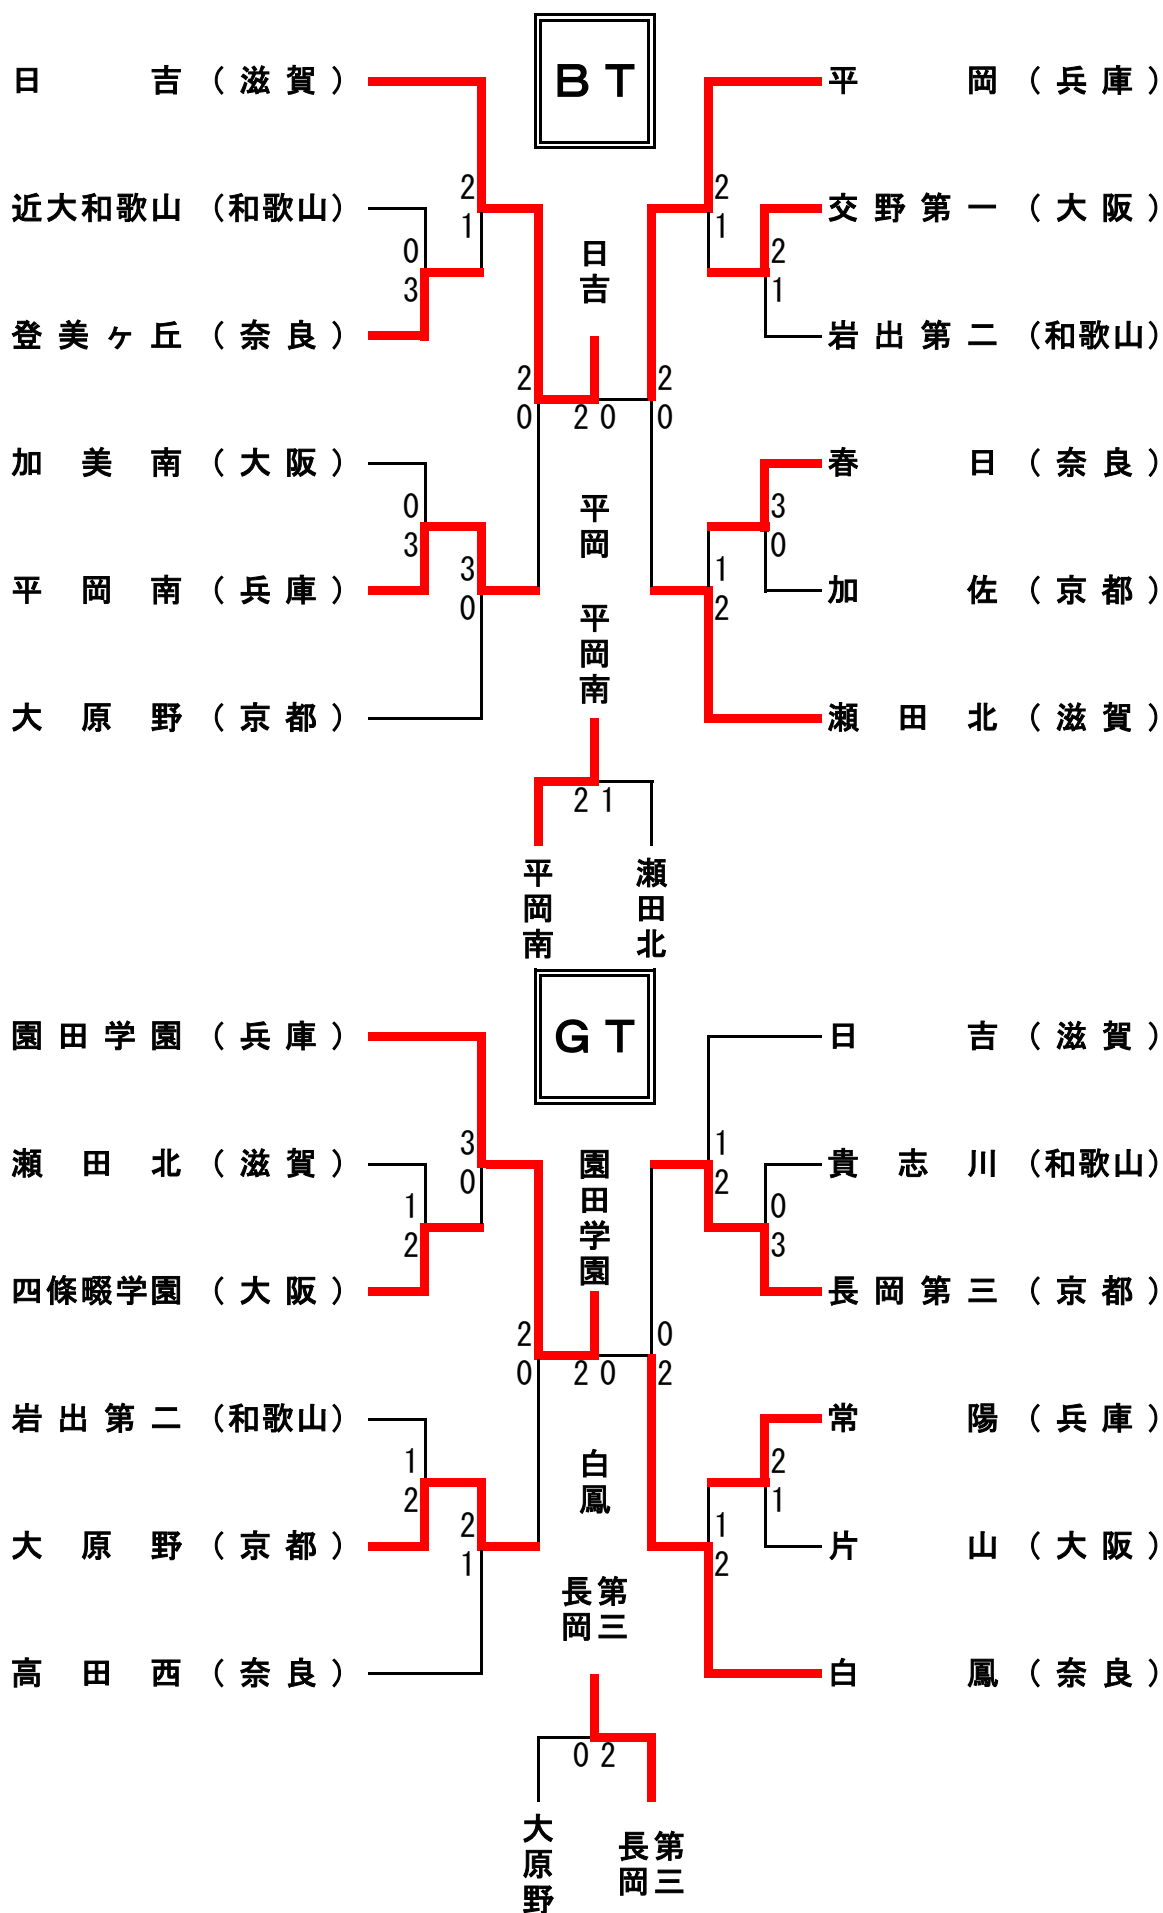 ＢＴ
日吉（滋賀）
近大和歌山（和歌山）
登美ヶ丘（奈良）
加美南（大阪）
平岡南（兵庫）
大原野（京都）
2
1
0
3
0
3
3
0
2
0
2 0
日吉
平岡
平岡南
2 1
平岡南
瀬田北
平岡（兵庫）
交野第一（大阪）
岩出第二（和歌山）
春日（奈良）
加佐（京都）
瀬田北（滋賀）
2
1
2
1
2
0
3
0
1
2
ＧＴ
園田学園（兵庫）
瀬田北（滋賀）
四條畷学園（大阪）
岩出第二（和歌山）
大原野（京都）
高田西（奈良）
3
0
1
2
2
0
1
2
2
1
2 0
園田学園
白鳳
長岡第三
0 2
大原野
長岡第三
日吉（滋賀）
貴志川（和歌山）
長岡第三（京都）
常陽（兵庫）
片山（大阪）
白鳳（奈良）
1
2
0
3
0
2
2
1
1
2